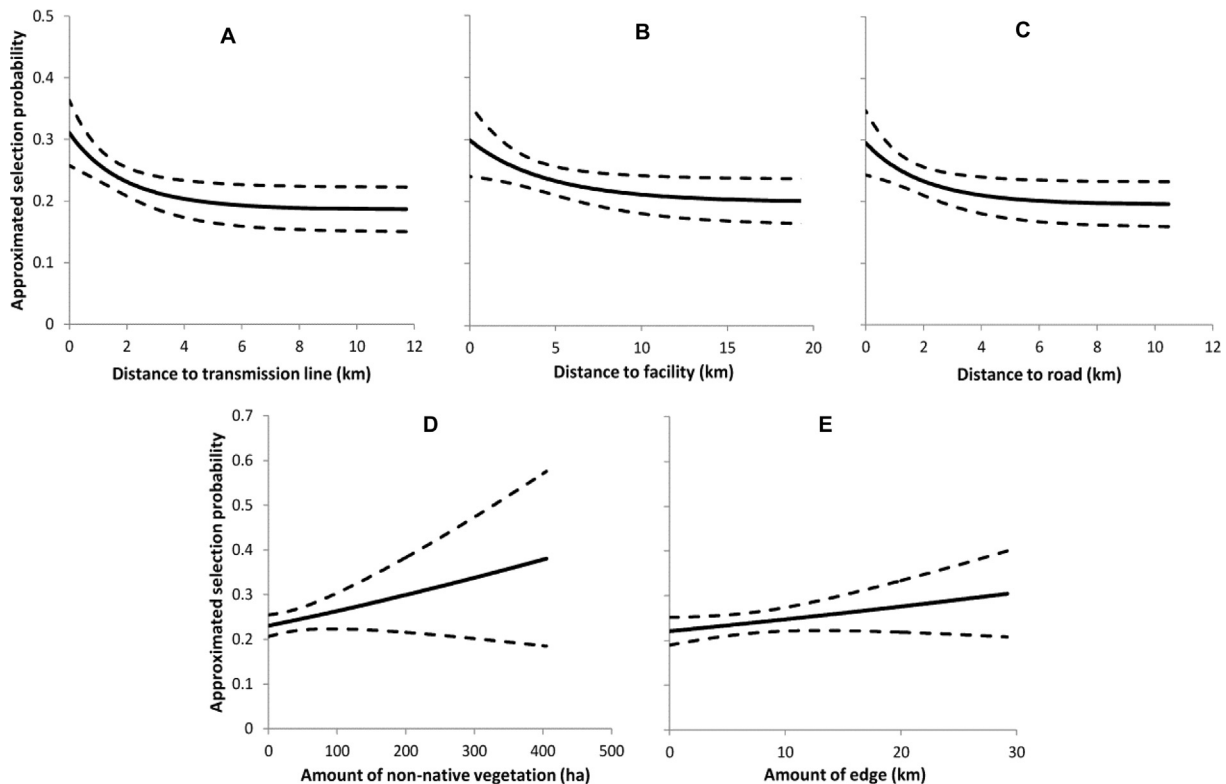 Approximated selection probability
0.5
0.4
0.3
0.2
0.1
0
A
0 2 4 6 8 10 12
Distance to transmission line (km)
B
0 5 10 15 20
Distance to facility (km)
C
0 2 4 6 8 10 12
Distance to road (km)
Approximated selection probability
0.7
0.6
0.5
0.4
0.3
0.2
0.1
0
D
0 100 200 300 400 500
Amount of non-native vegetation (ha)
E
0 10 20 30
Amount of edge (km)